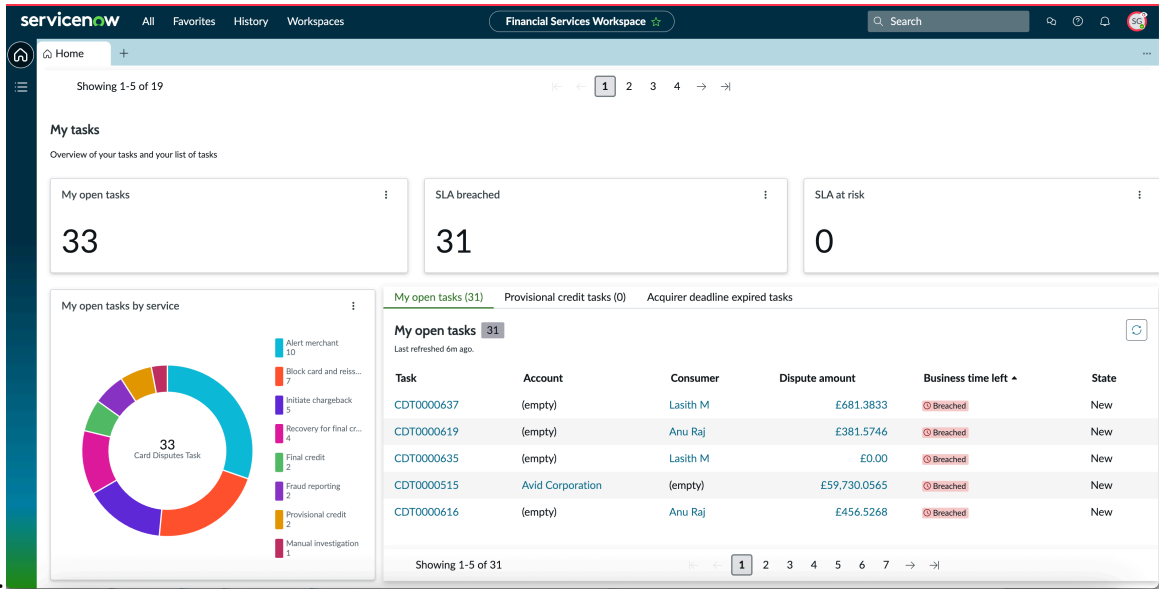 servicenow All Favorites History Workspaces Financial Services Workspace Search SG
Home
Showing 1-5 of 19 1 2 3 4
My tasks
Overview of your tasks and your list of tasks
My open tasks
33
SLA breached
31
SLA at risk
0
My open tasks by service
33
Card Disputes Task
Alert merchant
10
Block card and reiss...
7
Initiate chargeback
5
Recovery for final cr...
4
Final credit
2
Fraud reporting
2
Provisional credit
2
Manual investigation
1
My open tasks (31) Provisional credit tasks (0) Acquirer deadline expired tasks
My open tasks 31
Last refreshed 6m ago.
Task Account Consumer Dispute amount Business time left State
CDT0000637 (empty) Lasith M £681.3833 Breached New
CDT0000619 (empty) Anu Raj £381.5746 Breached New
CDT0000635 (empty) Lasith M £0.00 Breached New
CDT0000515 Avid Corporation (empty) £59,730.0565 Breached New
CDT0000616 (empty) Anu Raj £456.5268 Breached New
Showing 1-5 of 31 1 2 3 4 5 6 7